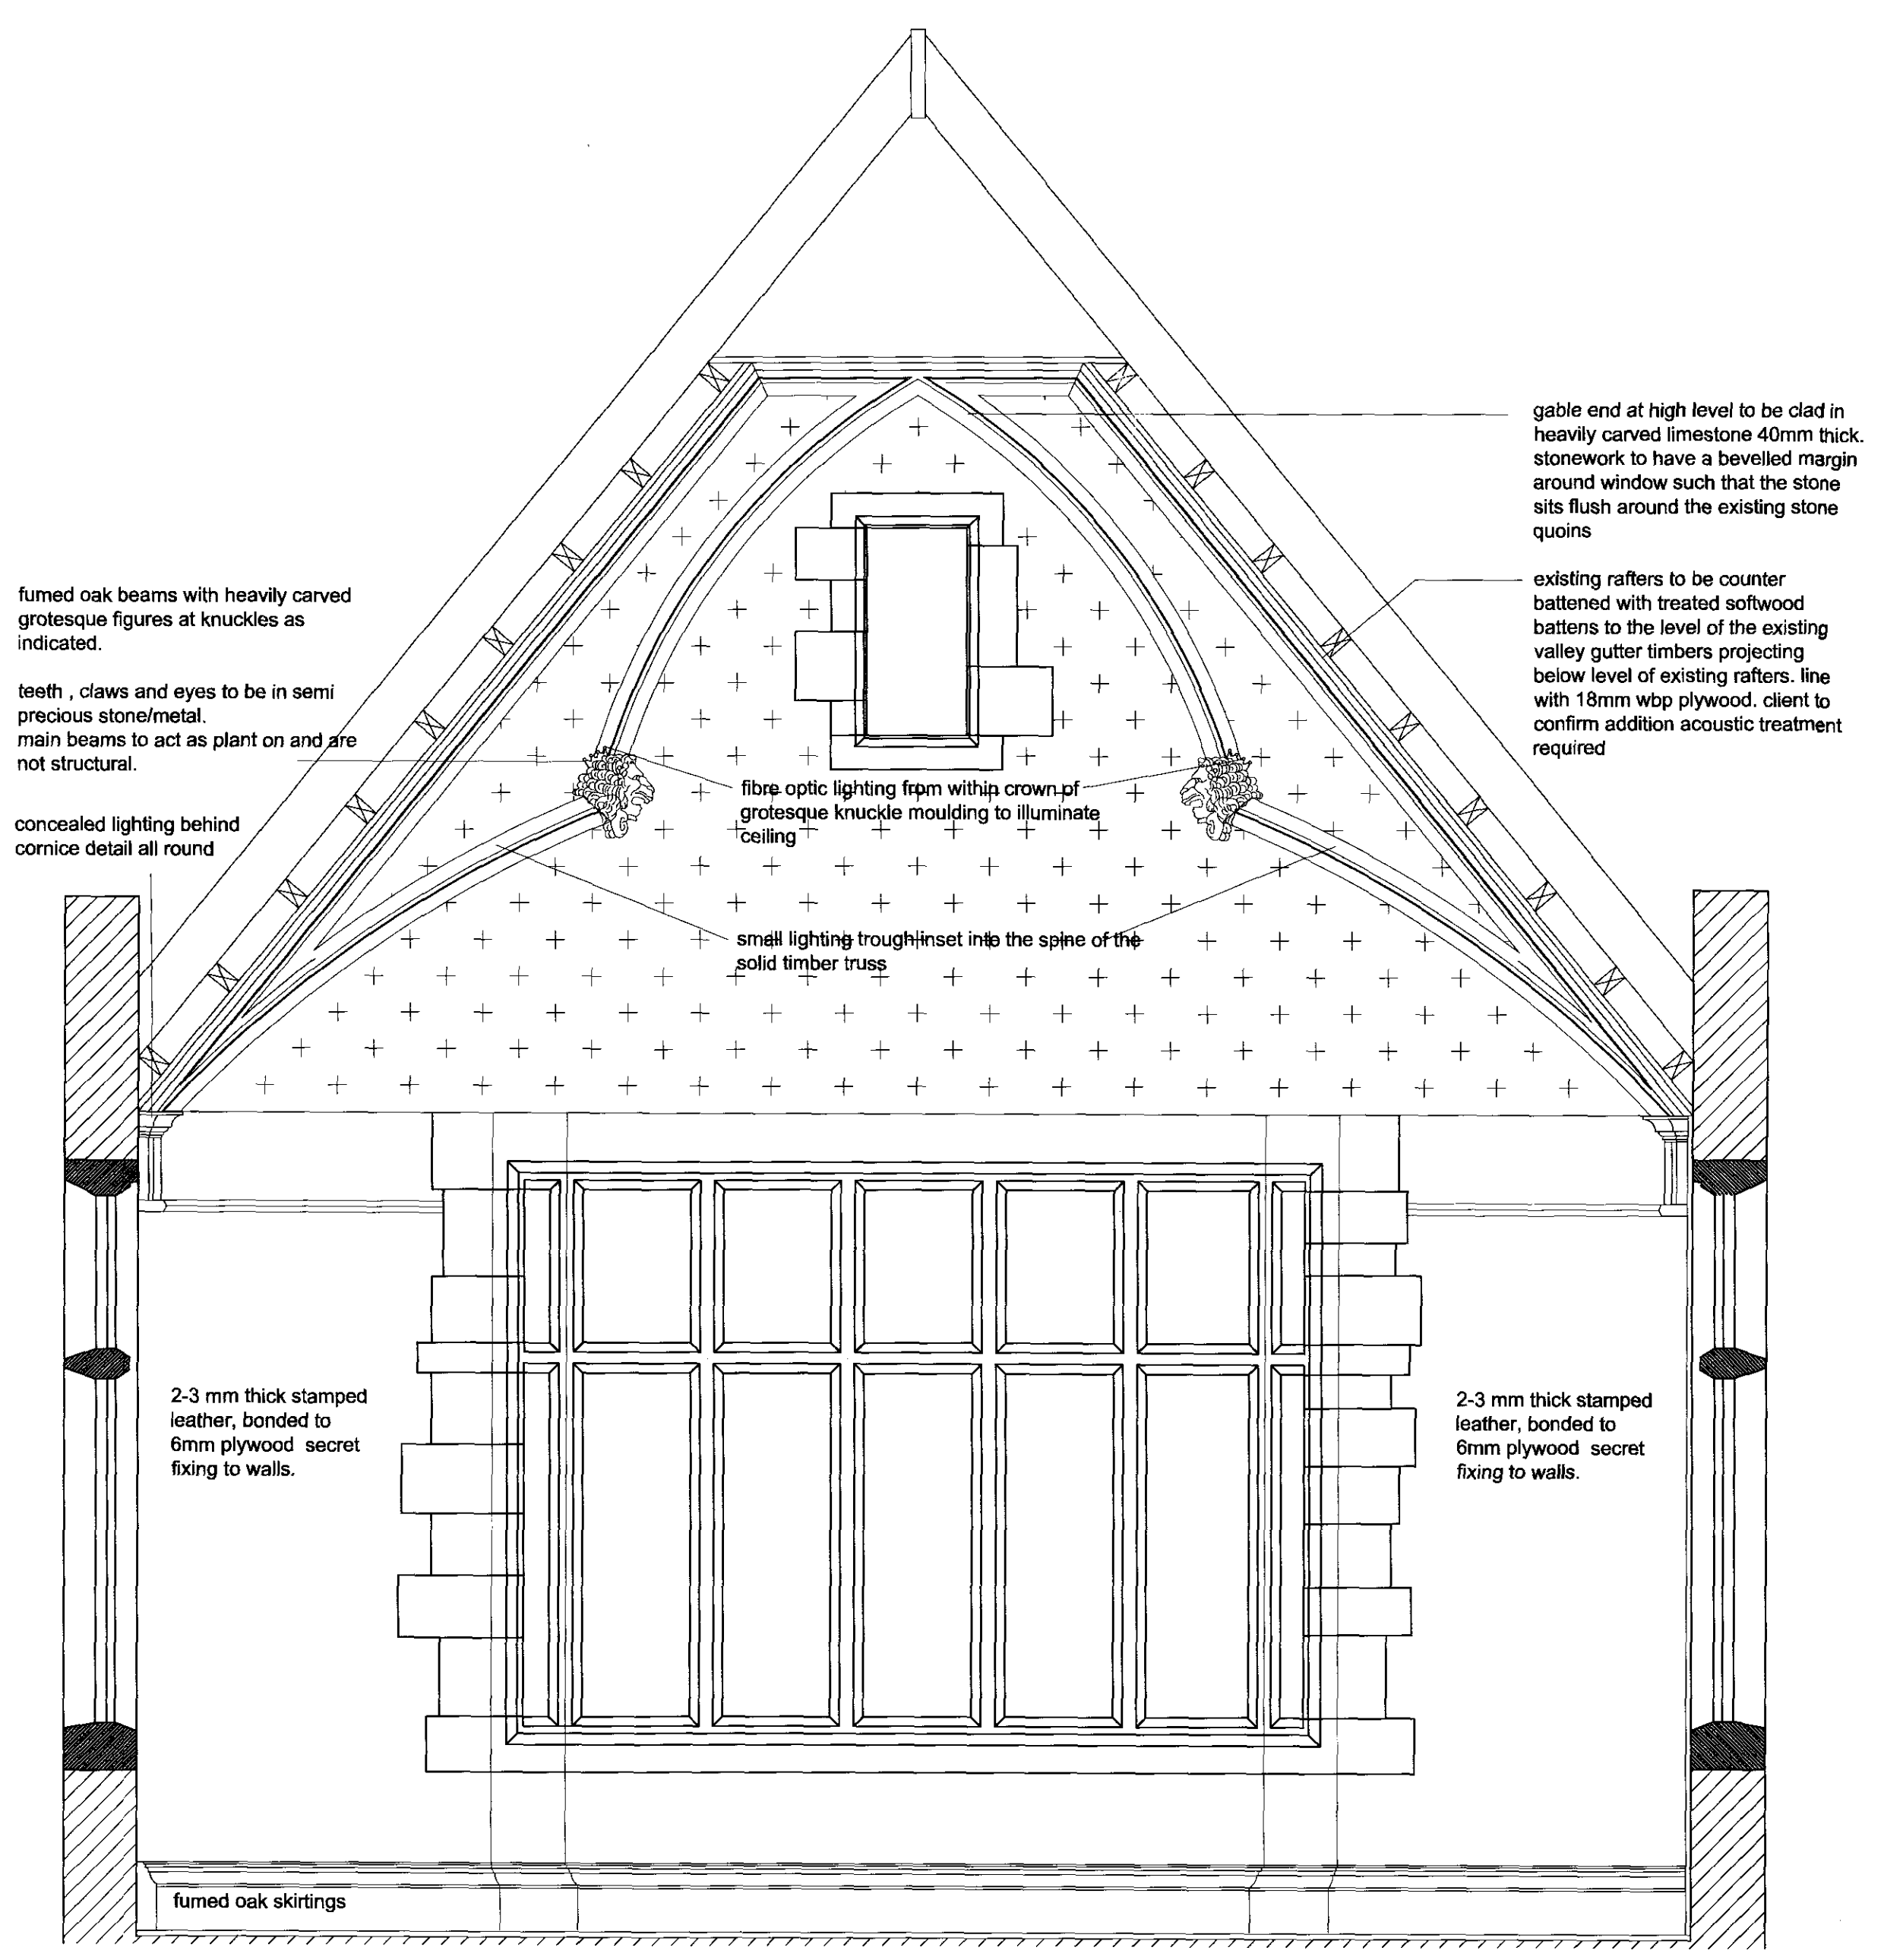 gable end at high level to be clad in
heavily carved limestone 40mm thick.
stonework to have a bevelled margin
around window such that the stone
sits flush around the existing stone
quoins
existing rafters to be counter
battened with treated softwood
battens to the level of the existing
valley gutter timbers projecting
below level of existing rafters. line
with 18mm wbp plywood. client to
confirm addition acoustic treatment
required
fumed oak beams with heavily carved
grotesque figures at knuckles as
indicated.
teeth , claws and eyes to be in semi
precious stone/metal.
main beams to act as plant on and are
not structural.
concealed lighting behind
cornice detail all round
fibre optic lighting from within crown of
grotesque knuckle moulding to illuminate
ceiling
small lighting trough inset into the spine of the
solid timber truss
2-3 mm thick stamped
leather, bonded to
6mm plywood secret
fixing to walls.
2-3 mm thick stamped
leather, bonded to
6mm plywood secret
fixing to walls.
fumed oak skirtings